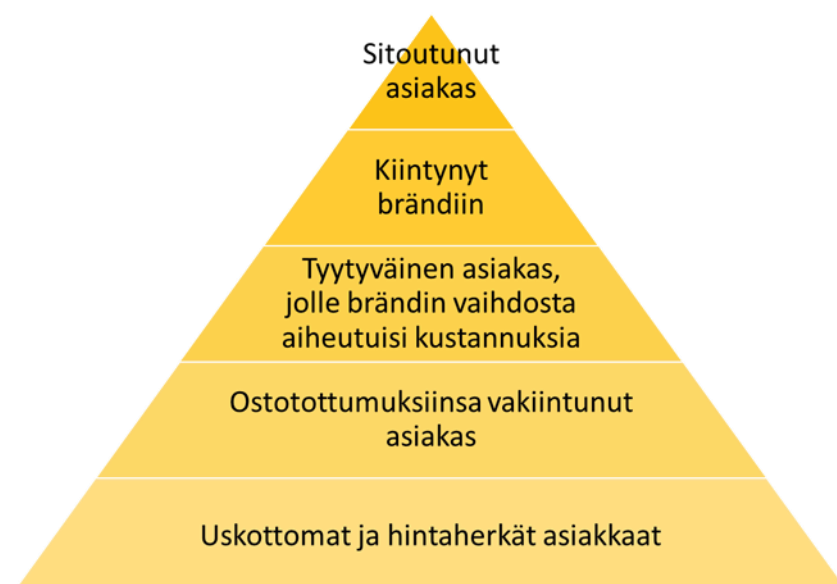 Sitoutunut
asiakas
Kiintynyt
brändiin
Tyytyväinen asiakas,
jolle brändin vaihdosta
aiheutuisi kustannuksia
Ostotottumuksiinsa vakiintunut
asiakas
Uskottomat ja hintaherkät asiakkaat